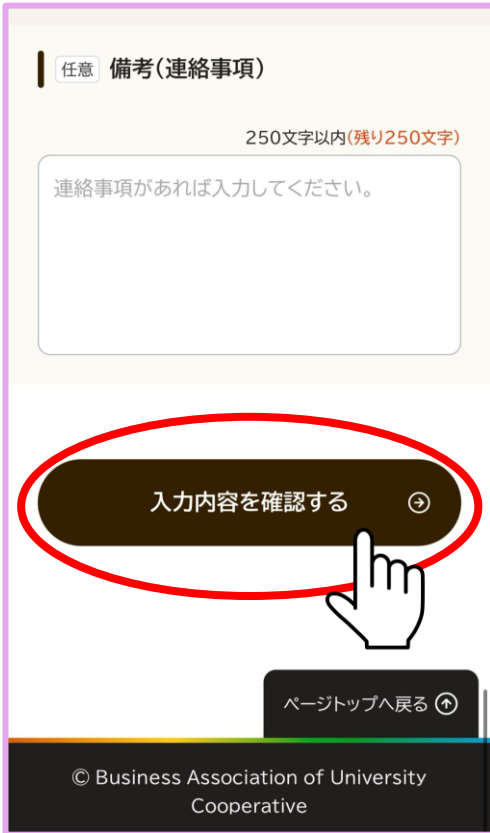 任意 備考(連絡事項)
250文字以内(残り250文字)
連絡事項があれば入力してください。
入力内容を確認する
ページトップへ戻る
© Business Association of University
Cooperative